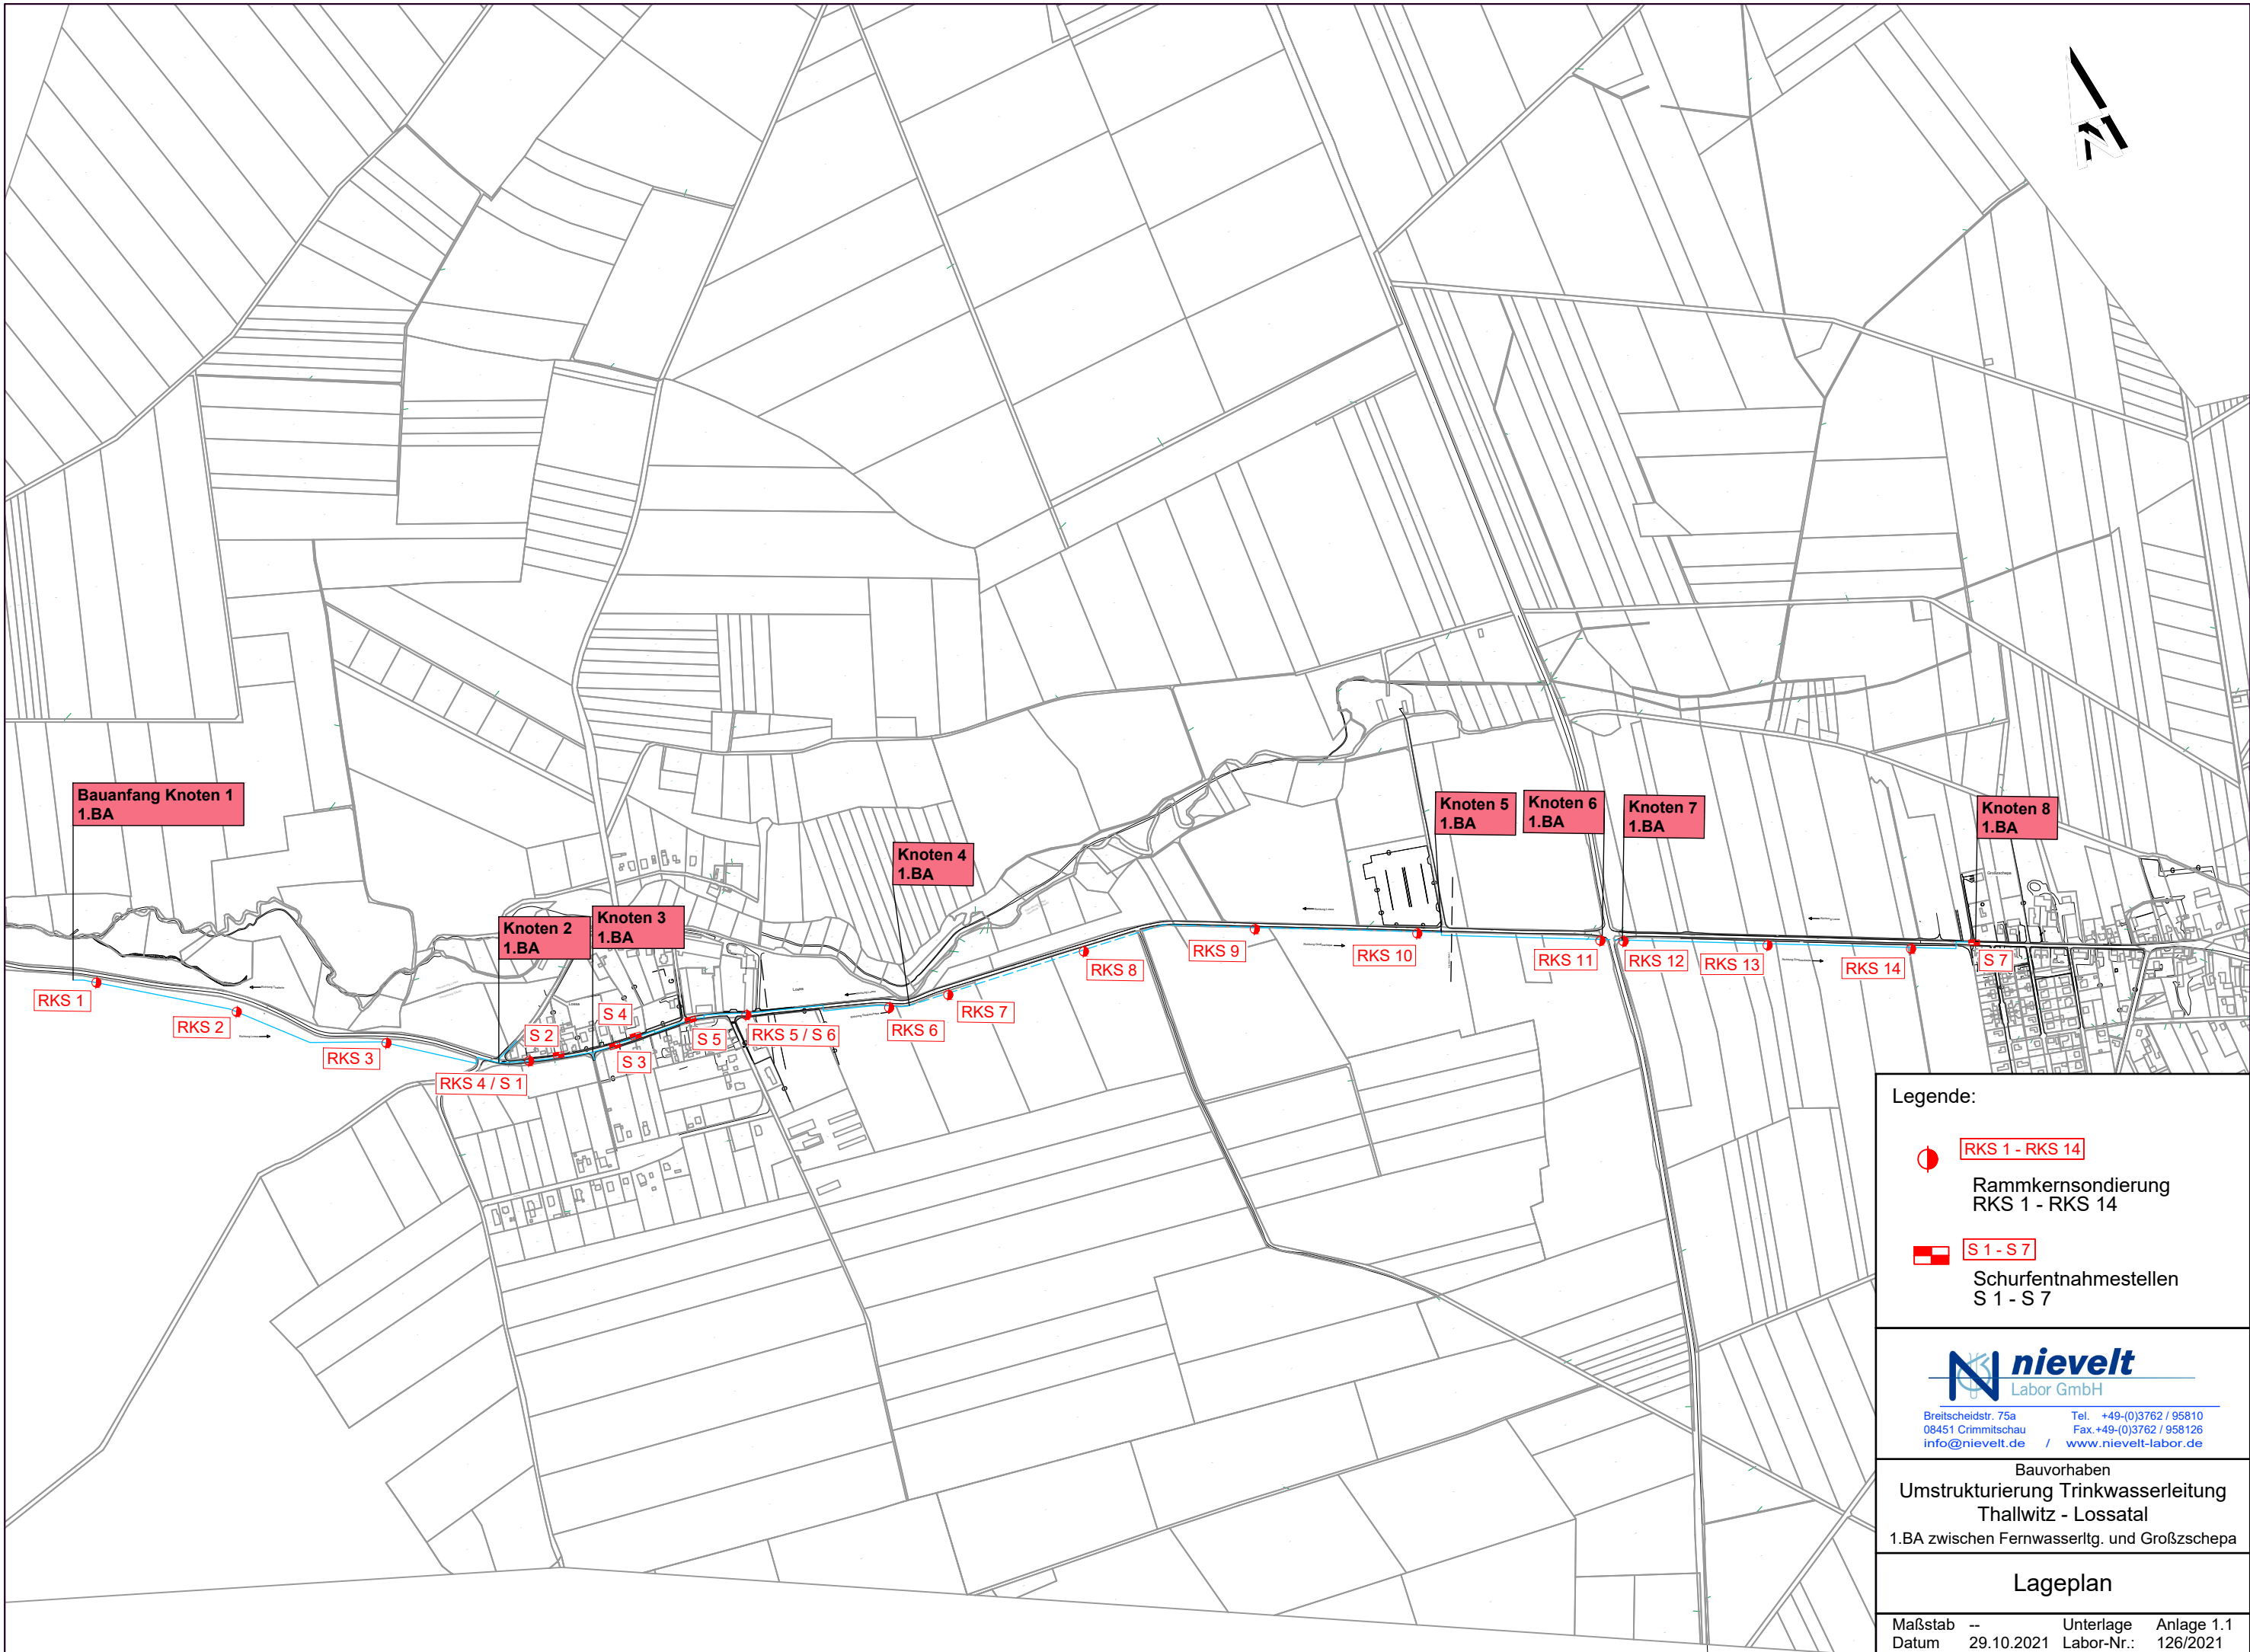 Bauanfang Knoten 1
1.BA
Knoten 2
1.BA
Knoten 3
1.BA
Knoten 4
1.BA
Knoten 5
1.BA
Knoten 6
1.BA
Knoten 7
1.BA
Knoten 8
1.BA
RKS 1
RKS 2
RKS 3
RKS 4 / S 1
S 2
S 4
S 3
S 5
RKS 5 / S 6
RKS 6
RKS 7
RKS 8
RKS 9
RKS 10
RKS 11
RKS 12
RKS 13
RKS 14
S 7
N
Legende:
RKS 1 - RKS 14
Rammkernsondierung
RKS 1 - RKS 14
S 1 - S 7
Schurfentnahmestellen
S 1 - S 7
nievelt
Labor GmbH
Breitscheidstr. 75a Tel. +49-(0)3762 / 95810
08451 Crimmitschau Fax.+49-(0)3762 / 958126
info@nievelt.de / www.nievelt-labor.de
Bauvorhaben
Umstrukturierung Trinkwasserleitung
Thallwitz - Lossatal
1.BA zwischen Fernwasserltg. und Großzschepa
Lageplan
Maßstab -- Unterlage Anlage 1.1
Datum 29.10.2021 Labor-Nr.: 126/2021